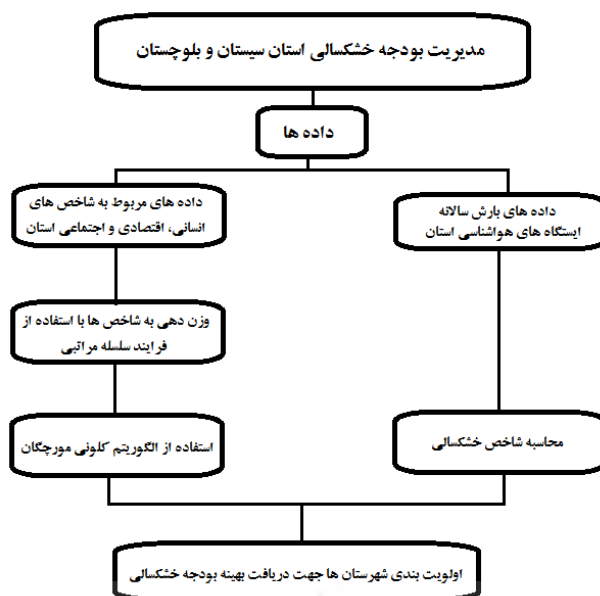 مدیریت بودجه خشکسالی استان سیستان و بلوچستان
داده ها
داده های بارش سالانه
ایستگاه های هواشناسی استان
داده های مربوط به شاخص های
انسانی، اقتصادی و اجتماعی استان
وزن دهی به شاخص ها با استفاده از
فرایند سلسله مراتبی
محاسبه شاخص خشکسالی
استفاده از الگوریتم کلونی مورچگان
اولویت بندی شهرستان ها جهت دریافت بهینه بودجه خشکسالی